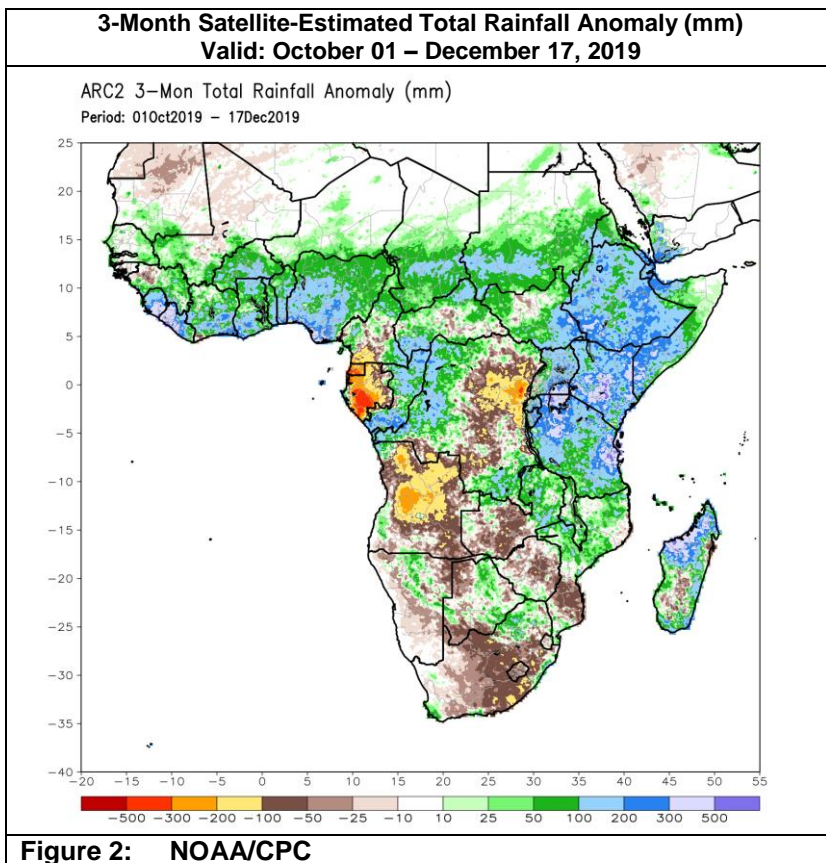 3-Month Satellite-Estimated Total Rainfall Anomaly (mm)
Valid: October 01 – December 17, 2019
ARC2 3-Mon Total Rainfall Anomaly (mm)
Period: 01Oct2019 – 17Dec2019
25
20
15
10
5
0
−5
−10
−15
−20
−25
−30
−35
−40
−20 −15 −10 −5 0 5 10 15 20 25 30 35 40 45 50 55
−500 −300 −200 −100 −50 −25 −10 10 25 50 100 200 300 500
Figure 2: NOAA/CPC